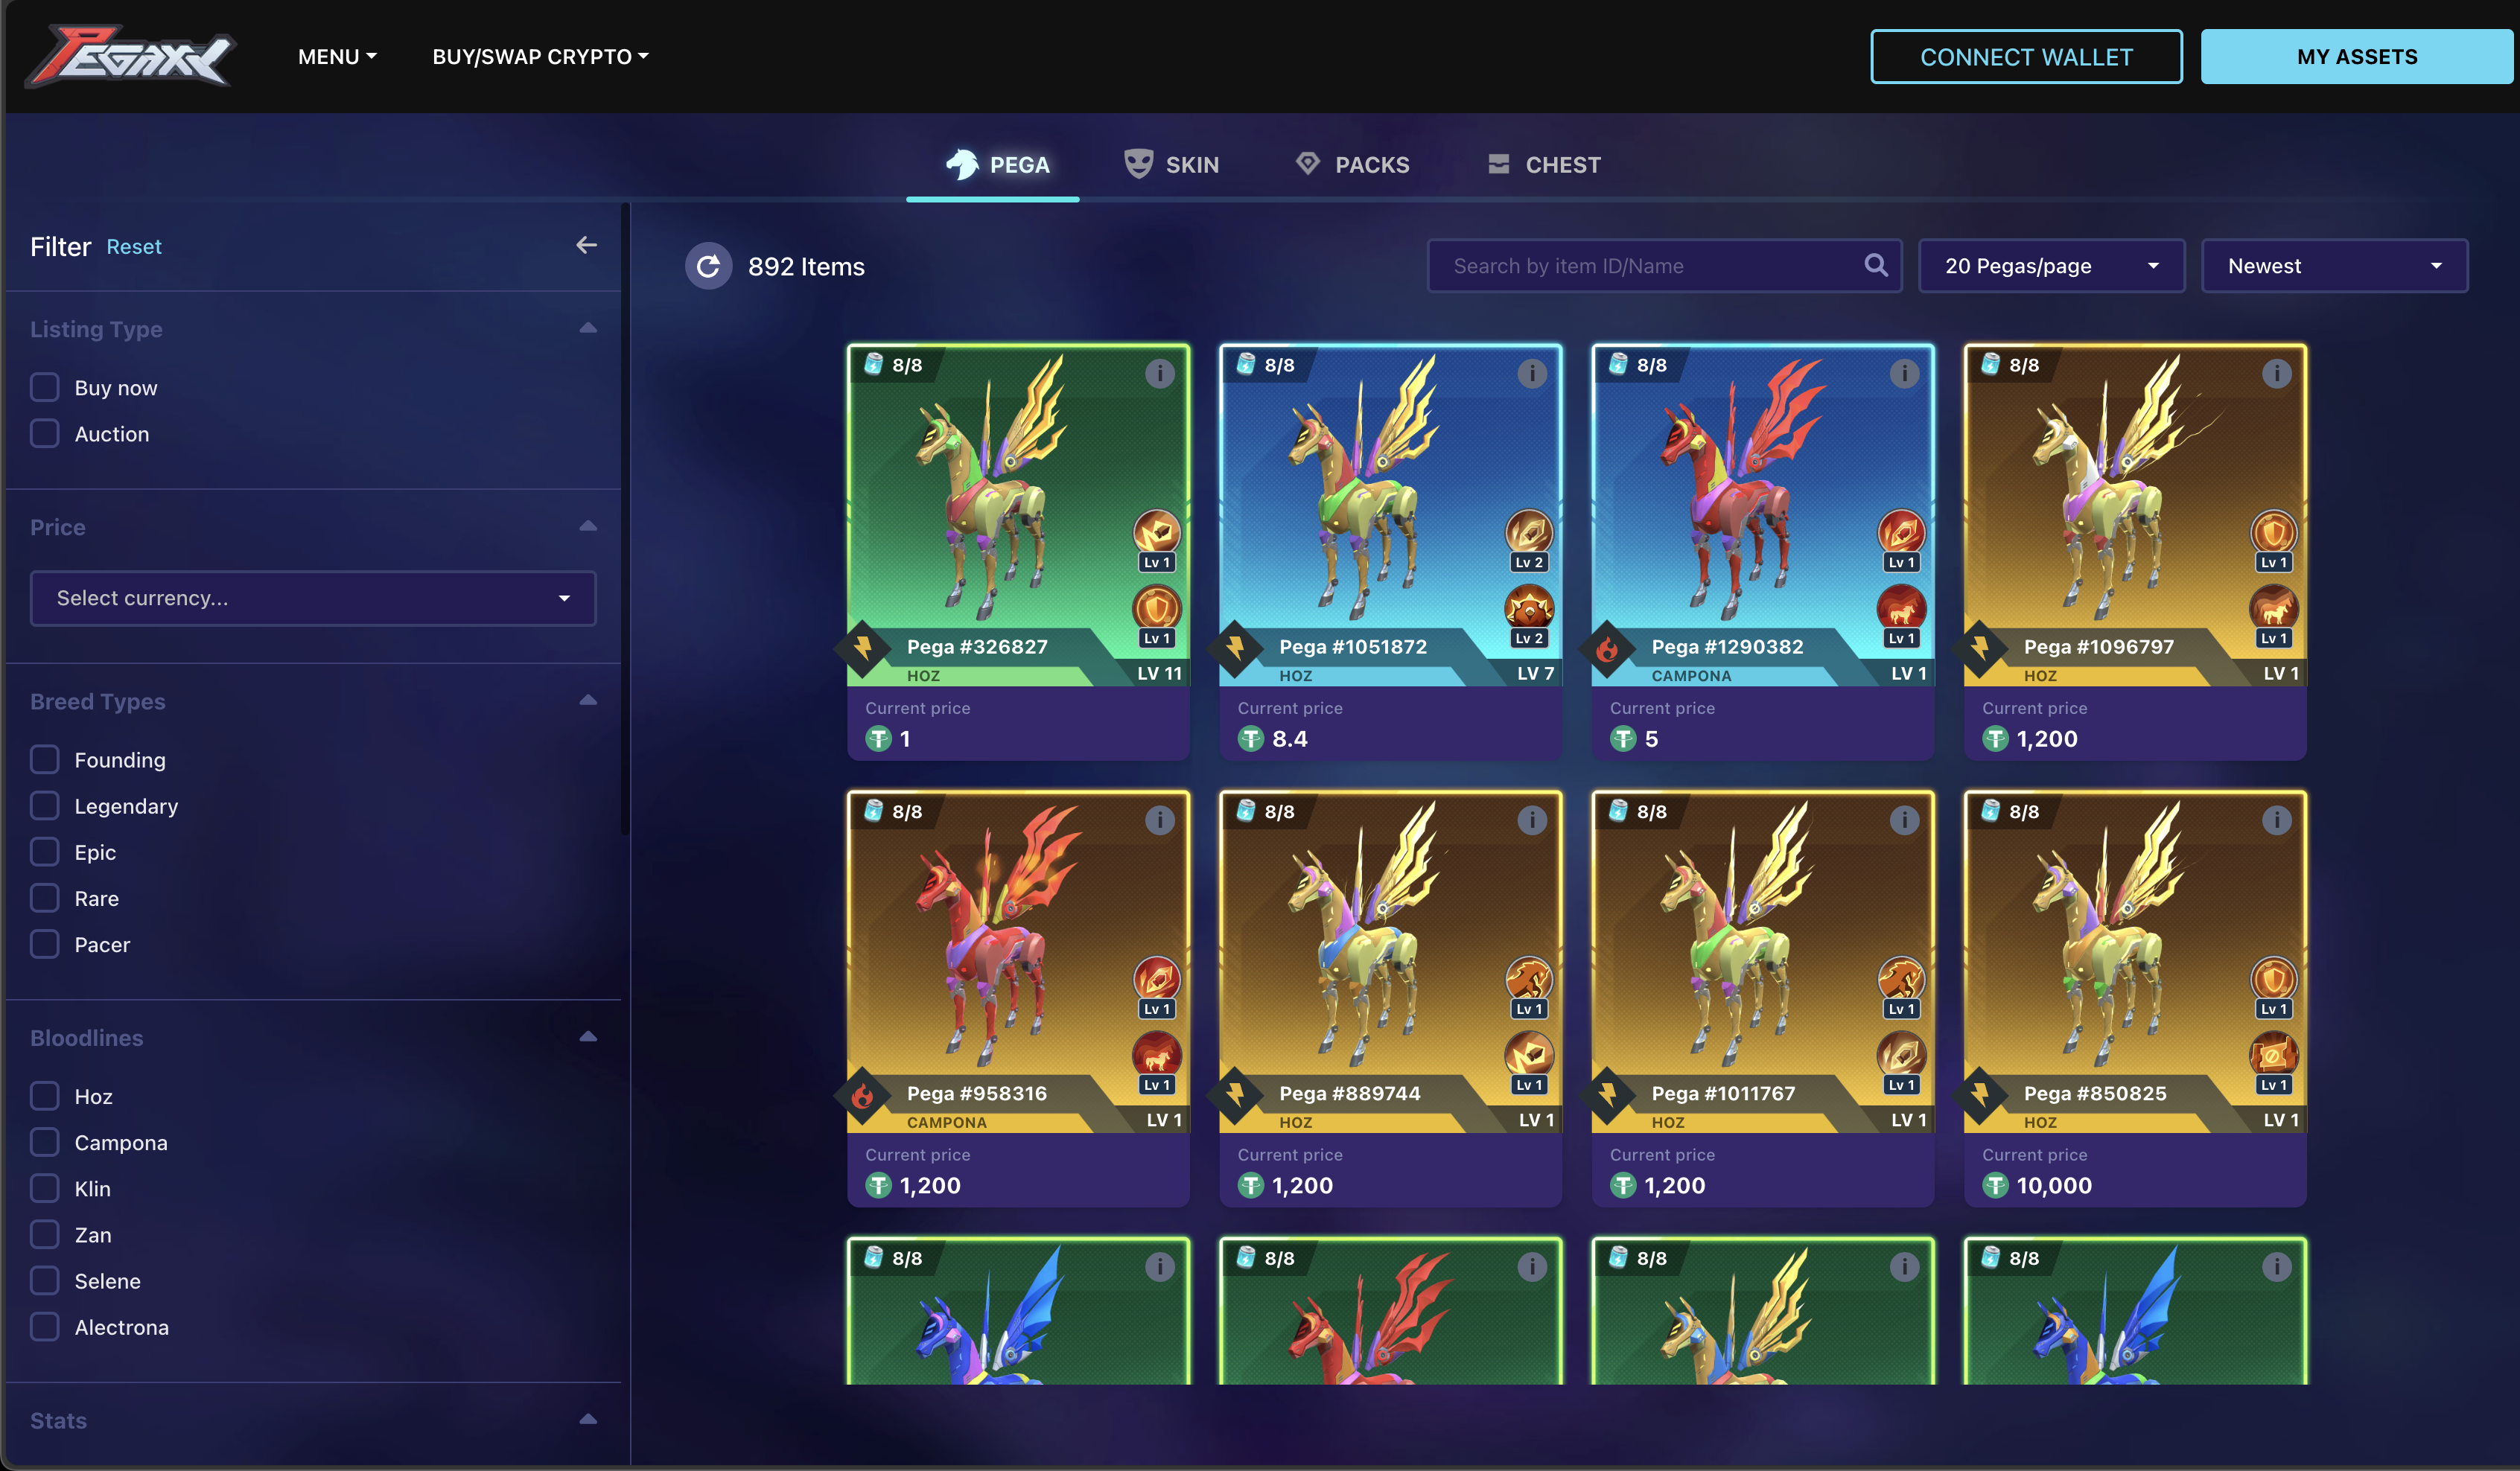 PEGAXY
MENU
BUY/SWAP CRYPTO
CONNECT WALLET
MY ASSETS
PEGA
SKIN
PACKS
CHEST
Filter Reset
892 Items
Search by item ID/Name
20 Pegas/page
Newest
Listing Type
Buy now
Auction
Price
Select currency...
Breed Types
Founding
Legendary
Epic
Rare
Pacer
Bloodlines
Hoz
Campona
Klin
Zan
Selene
Alectrona
Stats
8/8
Lv 1
Lv 1
Pega #326827
HOZ
LV 11
Current price
1
8/8
Lv 2
Lv 2
Pega #1051872
HOZ
LV 7
Current price
8.4
8/8
Lv 1
Lv 1
Pega #1290382
CAMPONA
LV 1
Current price
5
8/8
Lv 1
Lv 1
Pega #1096797
HOZ
LV 1
Current price
1,200
8/8
Lv 1
Lv 1
Pega #958316
CAMPONA
LV 1
Current price
1,200
8/8
Lv 1
Lv 1
Pega #889744
HOZ
LV 1
Current price
1,200
8/8
Lv 1
Lv 1
Pega #1011767
HOZ
LV 1
Current price
1,200
8/8
Lv 1
Lv 1
Pega #850825
HOZ
LV 1
Current price
10,000
8/8
8/8
8/8
8/8